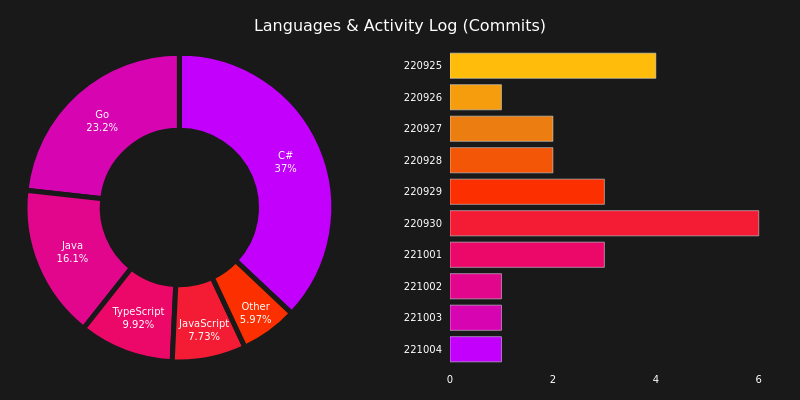 Languages & Activity Log (Commits)
Go
23.2%
C#
37%
Java
16.1%
TypeScript
9.92%
JavaScript
7.73%
Other
5.97%
220925
220926
220927
220928
220929
220930
221001
221002
221003
221004
0 2 4 6